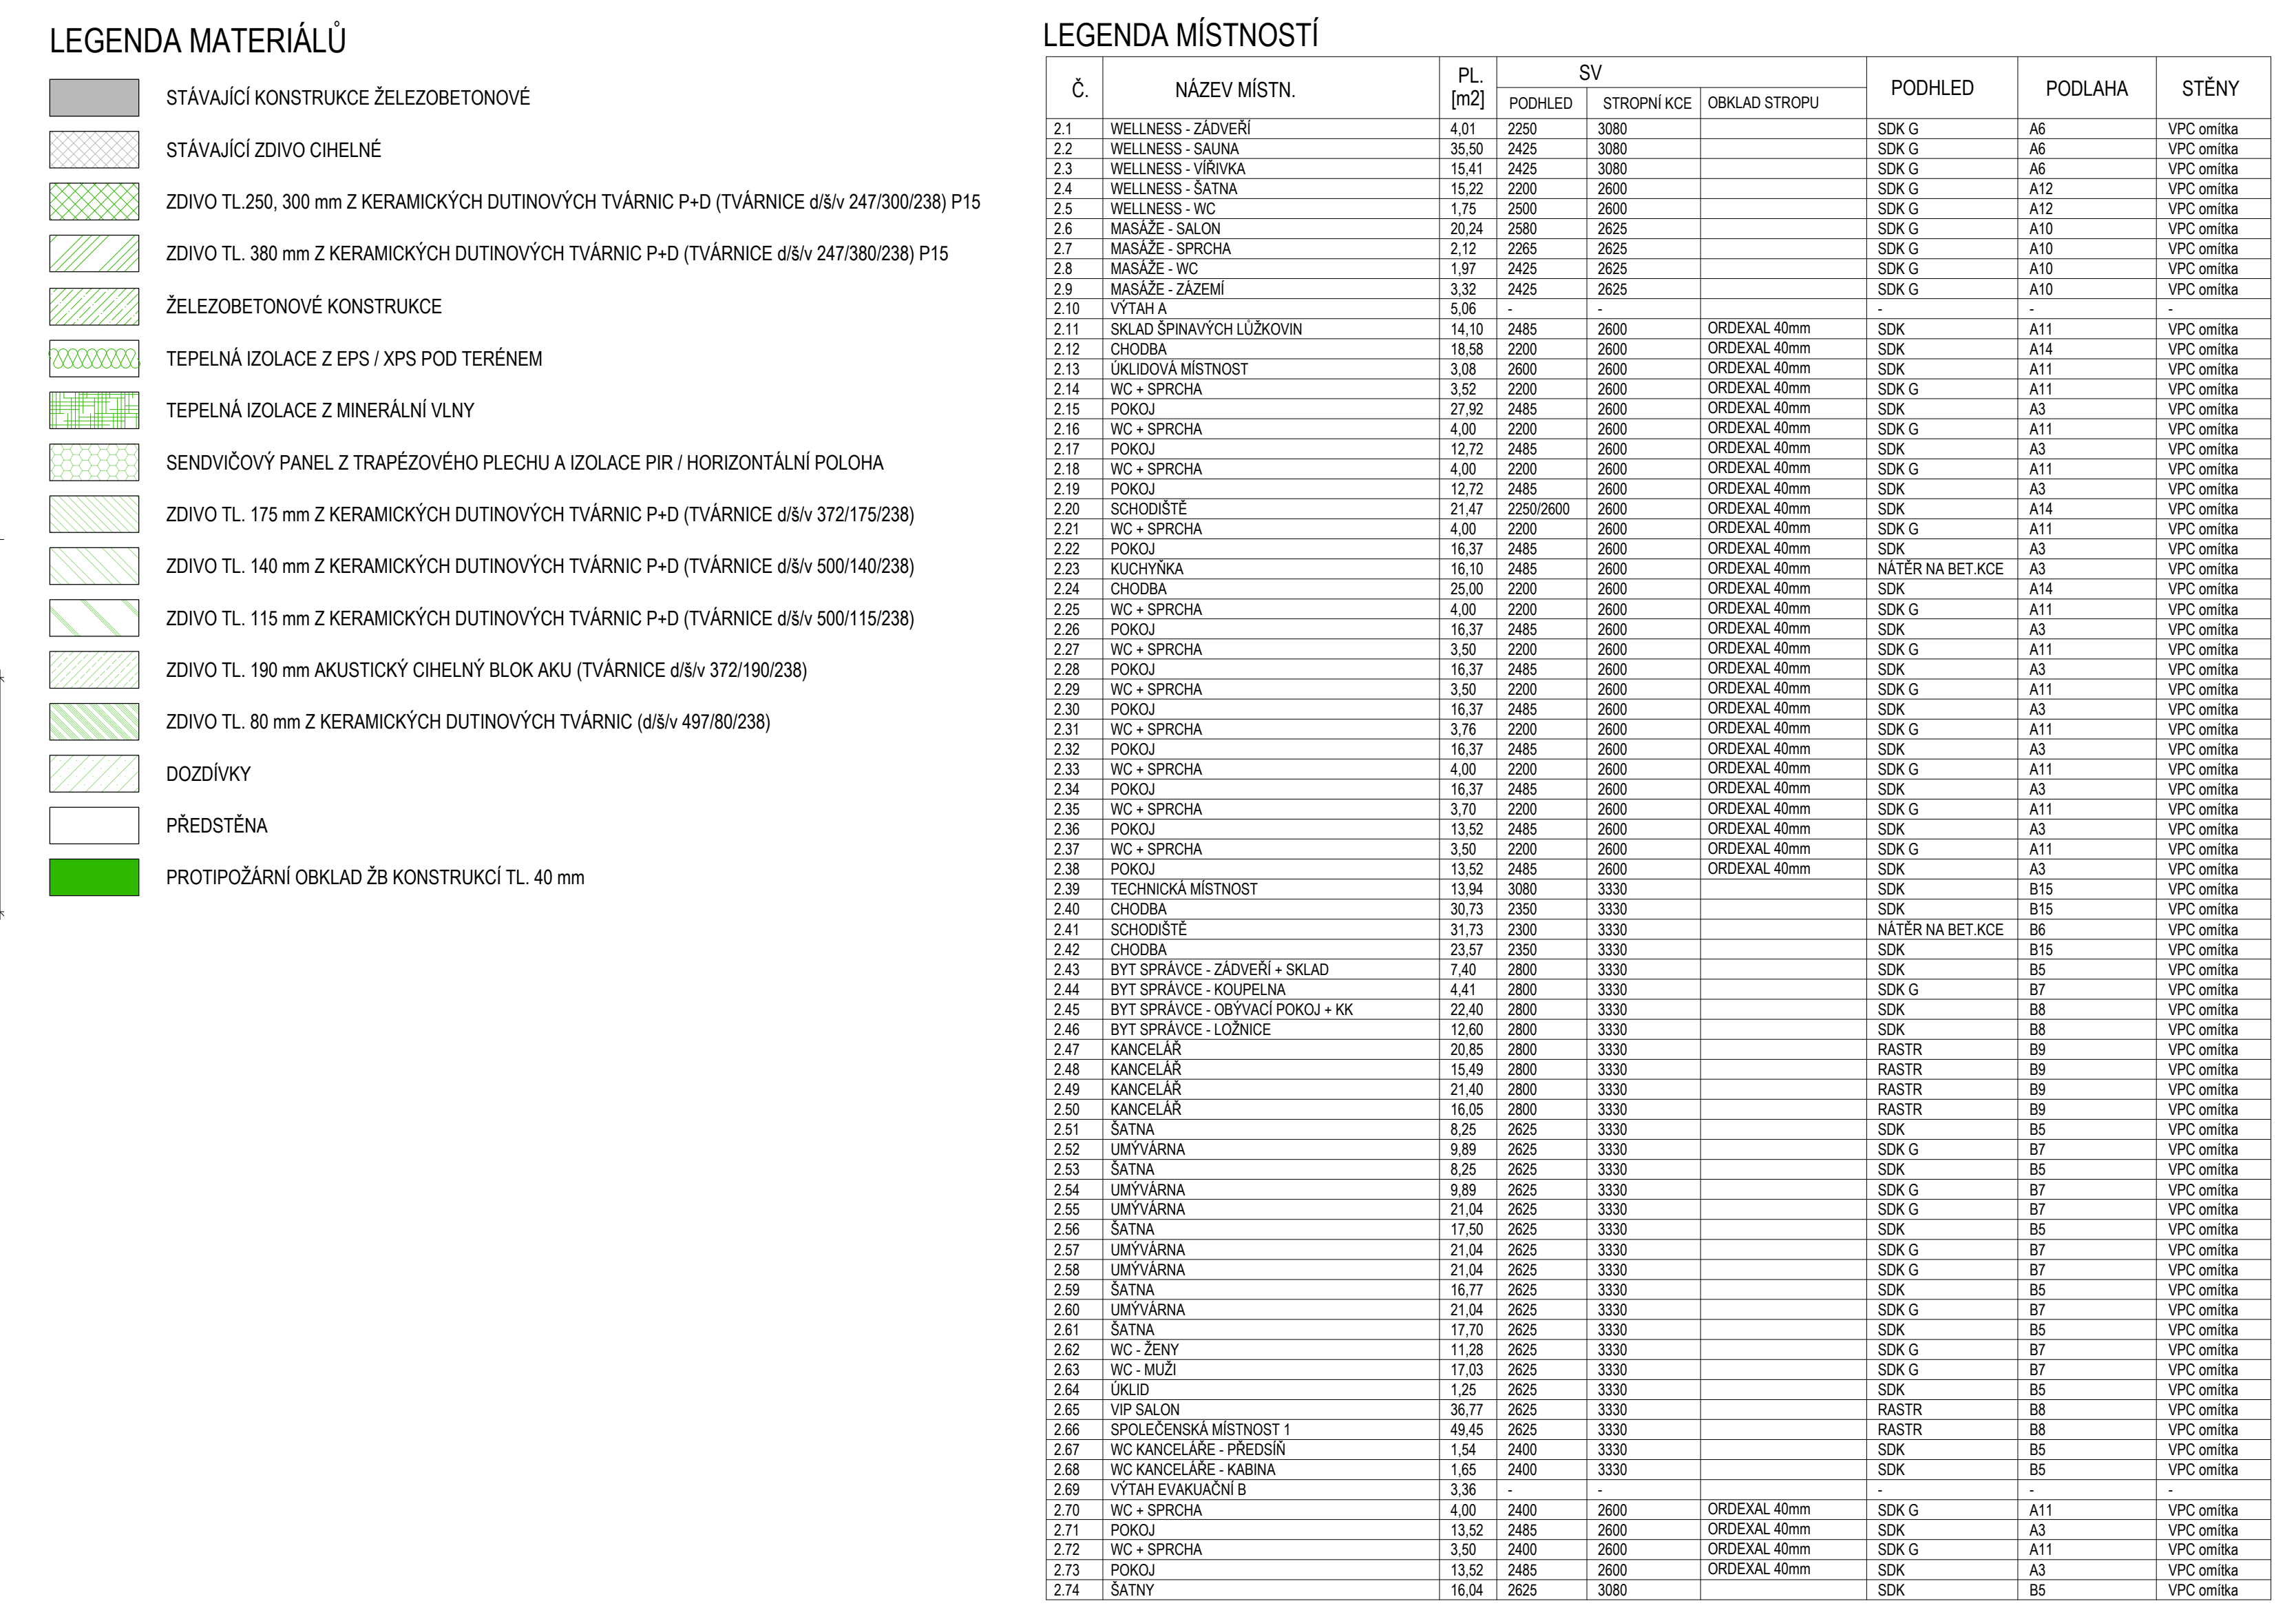 LEGENDA MATERIÁLŮ
STÁVAJÍCÍ KONSTRUKCE ŽELEZOBETONOVÉ
STÁVAJÍCÍ ZDIVO CIHELNÉ
ZDIVO TL.250, 300 mm Z KERAMICKÝCH DUTINOVÝCH TVÁRNIC P+D (TVÁRNICE d/š/v 247/300/238) P15
ZDIVO TL. 380 mm Z KERAMICKÝCH DUTINOVÝCH TVÁRNIC P+D (TVÁRNICE d/š/v 247/380/238) P15
ŽELEZOBETONOVÉ KONSTRUKCE
TEPELNÁ IZOLACE Z EPS / XPS POD TERÉNEM
TEPELNÁ IZOLACE Z MINERÁLNÍ VLNY
SENDVIČOVÝ PANEL Z TRAPÉZOVÉHO PLECHU A IZOLACE PIR / HORIZONTÁLNÍ POLOHA
ZDIVO TL. 175 mm Z KERAMICKÝCH DUTINOVÝCH TVÁRNIC P+D (TVÁRNICE d/š/v 372/175/238)
ZDIVO TL. 140 mm Z KERAMICKÝCH DUTINOVÝCH TVÁRNIC P+D (TVÁRNICE d/š/v 500/140/238)
ZDIVO TL. 115 mm Z KERAMICKÝCH DUTINOVÝCH TVÁRNIC P+D (TVÁRNICE d/š/v 500/115/238)
ZDIVO TL. 190 mm AKUSTICKÝ CIHELNÝ BLOK AKU (TVÁRNICE d/š/v 372/190/238)
ZDIVO TL. 80 mm Z KERAMICKÝCH DUTINOVÝCH TVÁRNIC (d/š/v 497/80/238)
DOZDÍVKY
PŘEDSTĚNA
PROTIPOŽÁRNÍ OBKLAD ŽB KONSTRUKCÍ TL. 40 mm
LEGENDA MÍSTNOSTÍ
Č. NÁZEV MÍSTN. PL. [m2] SV PODHLED PODLAHA STĚNY
PODHLED STROPNÍ KCE OBKLAD STROPU
2.1 WELLNESS - ZÁDVEŘÍ 4,01 2250 3080 SDK G A6 VPC omítka
2.2 WELLNESS - SAUNA 35,50 2425 3080 SDK G A6 VPC omítka
2.3 WELLNESS - VÍŘIVKA 15,41 2425 3080 SDK G A6 VPC omítka
2.4 WELLNESS - ŠATNA 15,22 2200 2600 SDK G A12 VPC omítka
2.5 WELLNESS - WC 1,75 2500 2600 SDK G A12 VPC omítka
2.6 MASÁŽE - SALON 20,24 2580 2625 SDK G A10 VPC omítka
2.7 MASÁŽE - SPRCHA 2,12 2265 2625 SDK G A10 VPC omítka
2.8 MASÁŽE - WC 1,97 2425 2625 SDK G A10 VPC omítka
2.9 MASÁŽE - ZÁZEMÍ 3,32 2425 2625 SDK G A10 VPC omítka
2.10 VÝTAH A 5,06 - - - - -
2.11 SKLAD ŠPINAVÝCH LŮŽKOVIN 14,10 2485 2600 ORDEXAL 40mm SDK A11 VPC omítka
2.12 CHODBA 18,58 2200 2600 ORDEXAL 40mm SDK A14 VPC omítka
2.13 ÚKLIDOVÁ MÍSTNOST 3,08 2600 2600 ORDEXAL 40mm SDK A11 VPC omítka
2.14 WC + SPRCHA 3,52 2200 2600 ORDEXAL 40mm SDK G A11 VPC omítka
2.15 POKOJ 27,92 2485 2600 ORDEXAL 40mm SDK A3 VPC omítka
2.16 WC + SPRCHA 4,00 2200 2600 ORDEXAL 40mm SDK G A11 VPC omítka
2.17 POKOJ 12,72 2485 2600 ORDEXAL 40mm SDK A3 VPC omítka
2.18 WC + SPRCHA 4,00 2200 2600 ORDEXAL 40mm SDK G A11 VPC omítka
2.19 POKOJ 12,72 2485 2600 ORDEXAL 40mm SDK A3 VPC omítka
2.20 SCHODIŠTĚ 21,47 2250/2600 2600 ORDEXAL 40mm SDK A14 VPC omítka
2.21 WC + SPRCHA 4,00 2200 2600 ORDEXAL 40mm SDK G A11 VPC omítka
2.22 POKOJ 16,37 2485 2600 ORDEXAL 40mm SDK A3 VPC omítka
2.23 KUCHYŇKA 16,10 2485 2600 ORDEXAL 40mm NÁTĚR NA BET.KCE A3 VPC omítka
2.24 CHODBA 25,00 2200 2600 ORDEXAL 40mm SDK A14 VPC omítka
2.25 WC + SPRCHA 4,00 2200 2600 ORDEXAL 40mm SDK G A11 VPC omítka
2.26 POKOJ 16,37 2485 2600 ORDEXAL 40mm SDK A3 VPC omítka
2.27 WC + SPRCHA 3,50 2200 2600 ORDEXAL 40mm SDK G A11 VPC omítka
2.28 POKOJ 16,37 2485 2600 ORDEXAL 40mm SDK A3 VPC omítka
2.29 WC + SPRCHA 3,50 2200 2600 ORDEXAL 40mm SDK G A11 VPC omítka
2.30 POKOJ 16,37 2485 2600 ORDEXAL 40mm SDK A3 VPC omítka
2.31 WC + SPRCHA 3,76 2200 2600 ORDEXAL 40mm SDK G A11 VPC omítka
2.32 POKOJ 16,37 2485 2600 ORDEXAL 40mm SDK A3 VPC omítka
2.33 WC + SPRCHA 4,00 2200 2600 ORDEXAL 40mm SDK G A11 VPC omítka
2.34 POKOJ 16,37 2485 2600 ORDEXAL 40mm SDK A3 VPC omítka
2.35 WC + SPRCHA 3,70 2200 2600 ORDEXAL 40mm SDK G A11 VPC omítka
2.36 POKOJ 13,52 2485 2600 ORDEXAL 40mm SDK A3 VPC omítka
2.37 WC + SPRCHA 3,50 2200 2600 ORDEXAL 40mm SDK G A11 VPC omítka
2.38 POKOJ 13,52 2485 2600 ORDEXAL 40mm SDK A3 VPC omítka
2.39 TECHNICKÁ MÍSTNOST 13,94 3080 3330 SDK B15 VPC omítka
2.40 CHODBA 30,73 2350 3330 SDK B15 VPC omítka
2.41 SCHODIŠTĚ 31,73 2300 3330 NÁTĚR NA BET.KCE B6 VPC omítka
2.42 CHODBA 23,57 2350 3330 SDK B15 VPC omítka
2.43 BYT SPRÁVCE - ZÁDVEŘÍ + SKLAD 7,40 2800 3330 SDK B5 VPC omítka
2.44 BYT SPRÁVCE - KOUPELNA 4,41 2800 3330 SDK G B7 VPC omítka
2.45 BYT SPRÁVCE - OBÝVACÍ POKOJ + KK 22,40 2800 3330 SDK B8 VPC omítka
2.46 BYT SPRÁVCE - LOŽNICE 12,60 2800 3330 SDK B8 VPC omítka
2.47 KANCELÁŘ 20,85 2800 3330 RASTR B9 VPC omítka
2.48 KANCELÁŘ 15,49 2800 3330 RASTR B9 VPC omítka
2.49 KANCELÁŘ 21,40 2800 3330 RASTR B9 VPC omítka
2.50 KANCELÁŘ 16,05 2800 3330 RASTR B9 VPC omítka
2.51 ŠATNA 8,25 2625 3330 SDK B5 VPC omítka
2.52 UMÝVÁRNA 9,89 2625 3330 SDK G B7 VPC omítka
2.53 ŠATNA 8,25 2625 3330 SDK B5 VPC omítka
2.54 UMÝVÁRNA 9,89 2625 3330 SDK G B7 VPC omítka
2.55 UMÝVÁRNA 21,04 2625 3330 SDK G B7 VPC omítka
2.56 ŠATNA 17,50 2625 3330 SDK B5 VPC omítka
2.57 UMÝVÁRNA 21,04 2625 3330 SDK G B7 VPC omítka
2.58 UMÝVÁRNA 21,04 2625 3330 SDK G B7 VPC omítka
2.59 ŠATNA 16,77 2625 3330 SDK B5 VPC omítka
2.60 UMÝVÁRNA 21,04 2625 3330 SDK G B7 VPC omítka
2.61 ŠATNA 17,70 2625 3330 SDK B5 VPC omítka
2.62 WC - ŽENY 11,28 2625 3330 SDK G B7 VPC omítka
2.63 WC - MUŽI 17,03 2625 3330 SDK G B7 VPC omítka
2.64 ÚKLID 1,25 2625 3330 SDK B5 VPC omítka
2.65 VIP SALON 36,77 2625 3330 RASTR B8 VPC omítka
2.66 SPOLEČENSKÁ MÍSTNOST 1 49,45 2625 3330 RASTR B8 VPC omítka
2.67 WC KANCELÁŘE - PŘEDSÍŇ 1,54 2400 3330 SDK B5 VPC omítka
2.68 WC KANCELÁŘE - KABINA 1,65 2400 3330 SDK B5 VPC omítka
2.69 VÝTAH EVAKUAČNÍ B 3,36 - - - - -
2.70 WC + SPRCHA 4,00 2400 2600 ORDEXAL 40mm SDK G A11 VPC omítka
2.71 POKOJ 13,52 2485 2600 ORDEXAL 40mm SDK A3 VPC omítka
2.72 WC + SPRCHA 3,50 2400 2600 ORDEXAL 40mm SDK G A11 VPC omítka
2.73 POKOJ 13,52 2485 2600 ORDEXAL 40mm SDK A3 VPC omítka
2.74 ŠATNY 16,04 2625 3080 SDK B5 VPC omítka